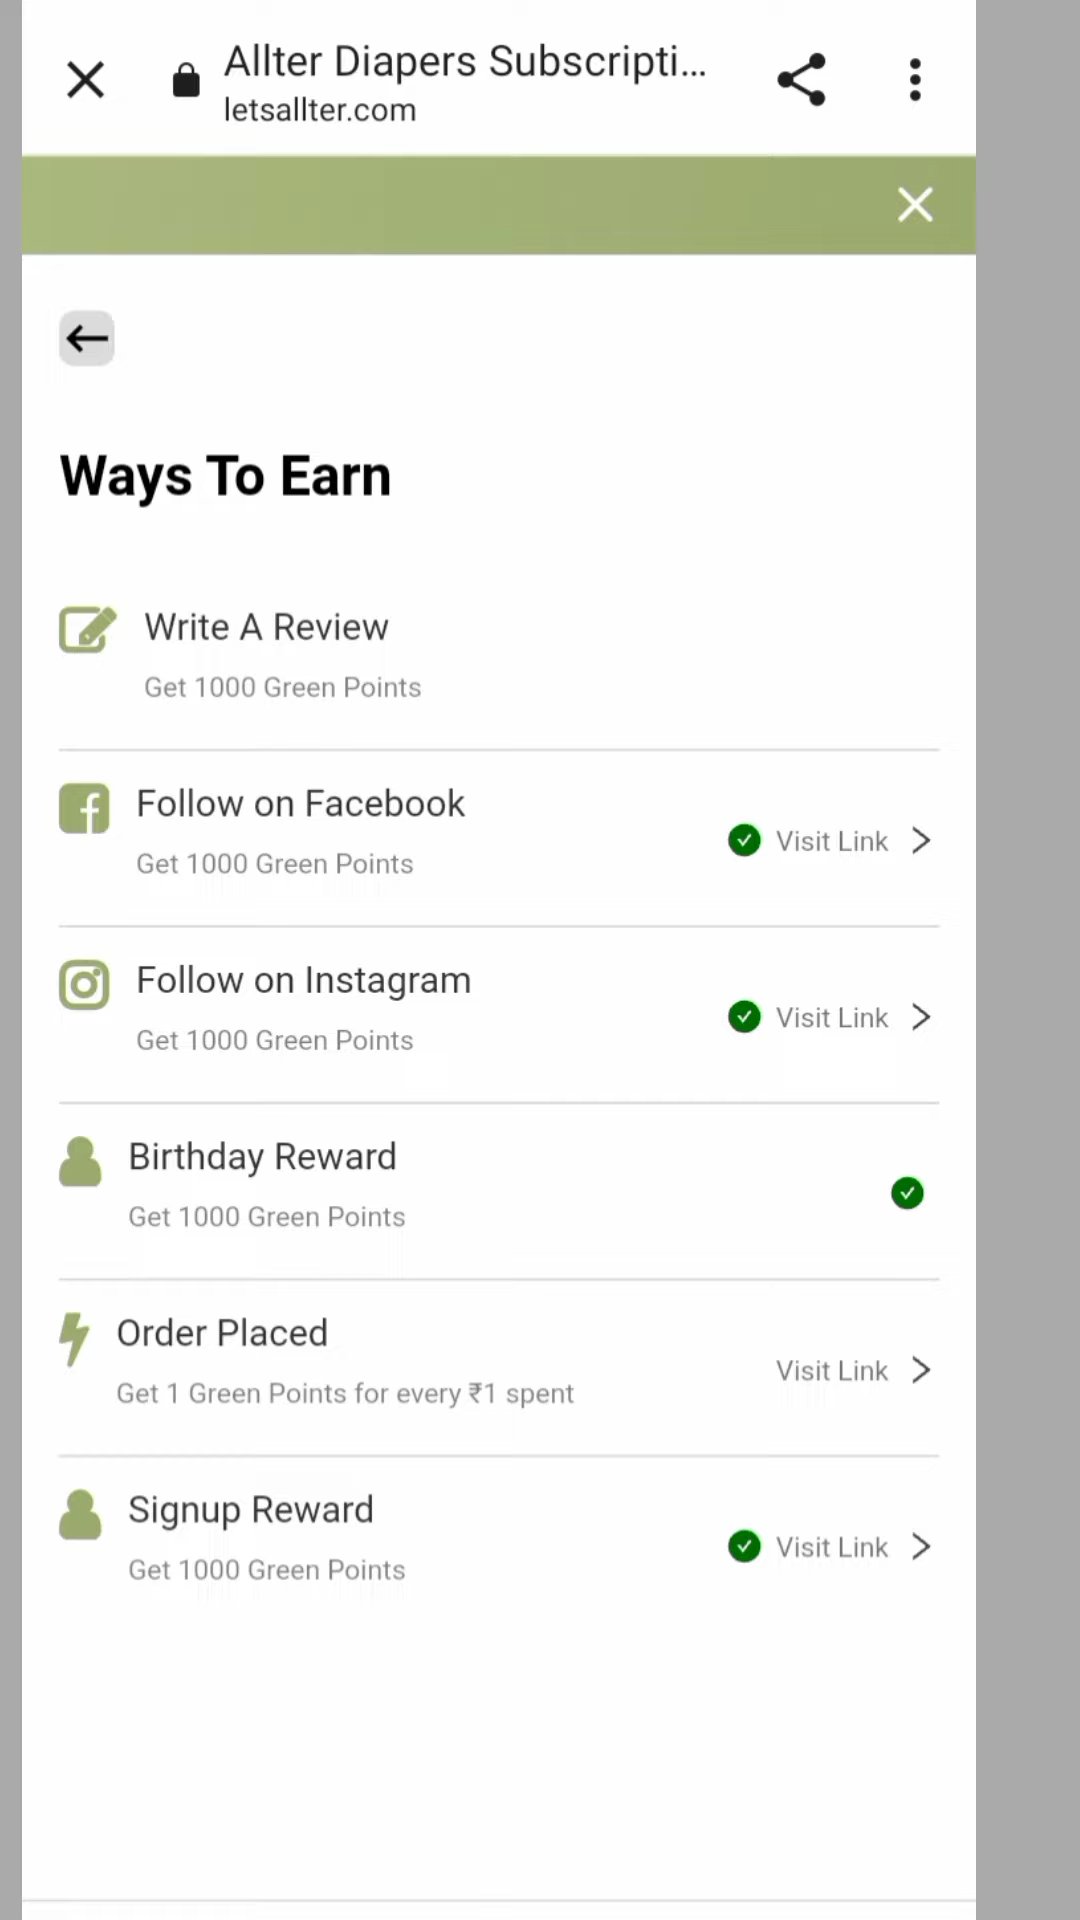 Allter Diapers Subscripti...
letsallter.com
Ways To Earn
Write A Review
Get 1000 Green Points
Follow on Facebook
Get 1000 Green Points
Visit Link
Follow on Instagram
Get 1000 Green Points
Visit Link
Birthday Reward
Get 1000 Green Points
Order Placed
Get 1 Green Points for every ₹1 spent
Visit Link
Signup Reward
Get 1000 Green Points
Visit Link